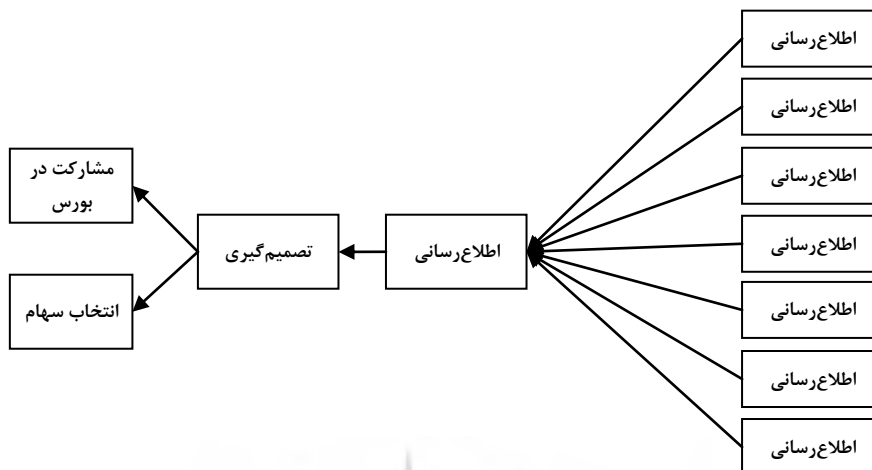 اطلاع‌رسانی
اطلاع‌رسانی
اطلاع‌رسانی
اطلاع‌رسانی
اطلاع‌رسانی
اطلاع‌رسانی
اطلاع‌رسانی
اطلاع‌رسانی
تصمیم‌گیری
مشارکت در
بورس
انتخاب سهام